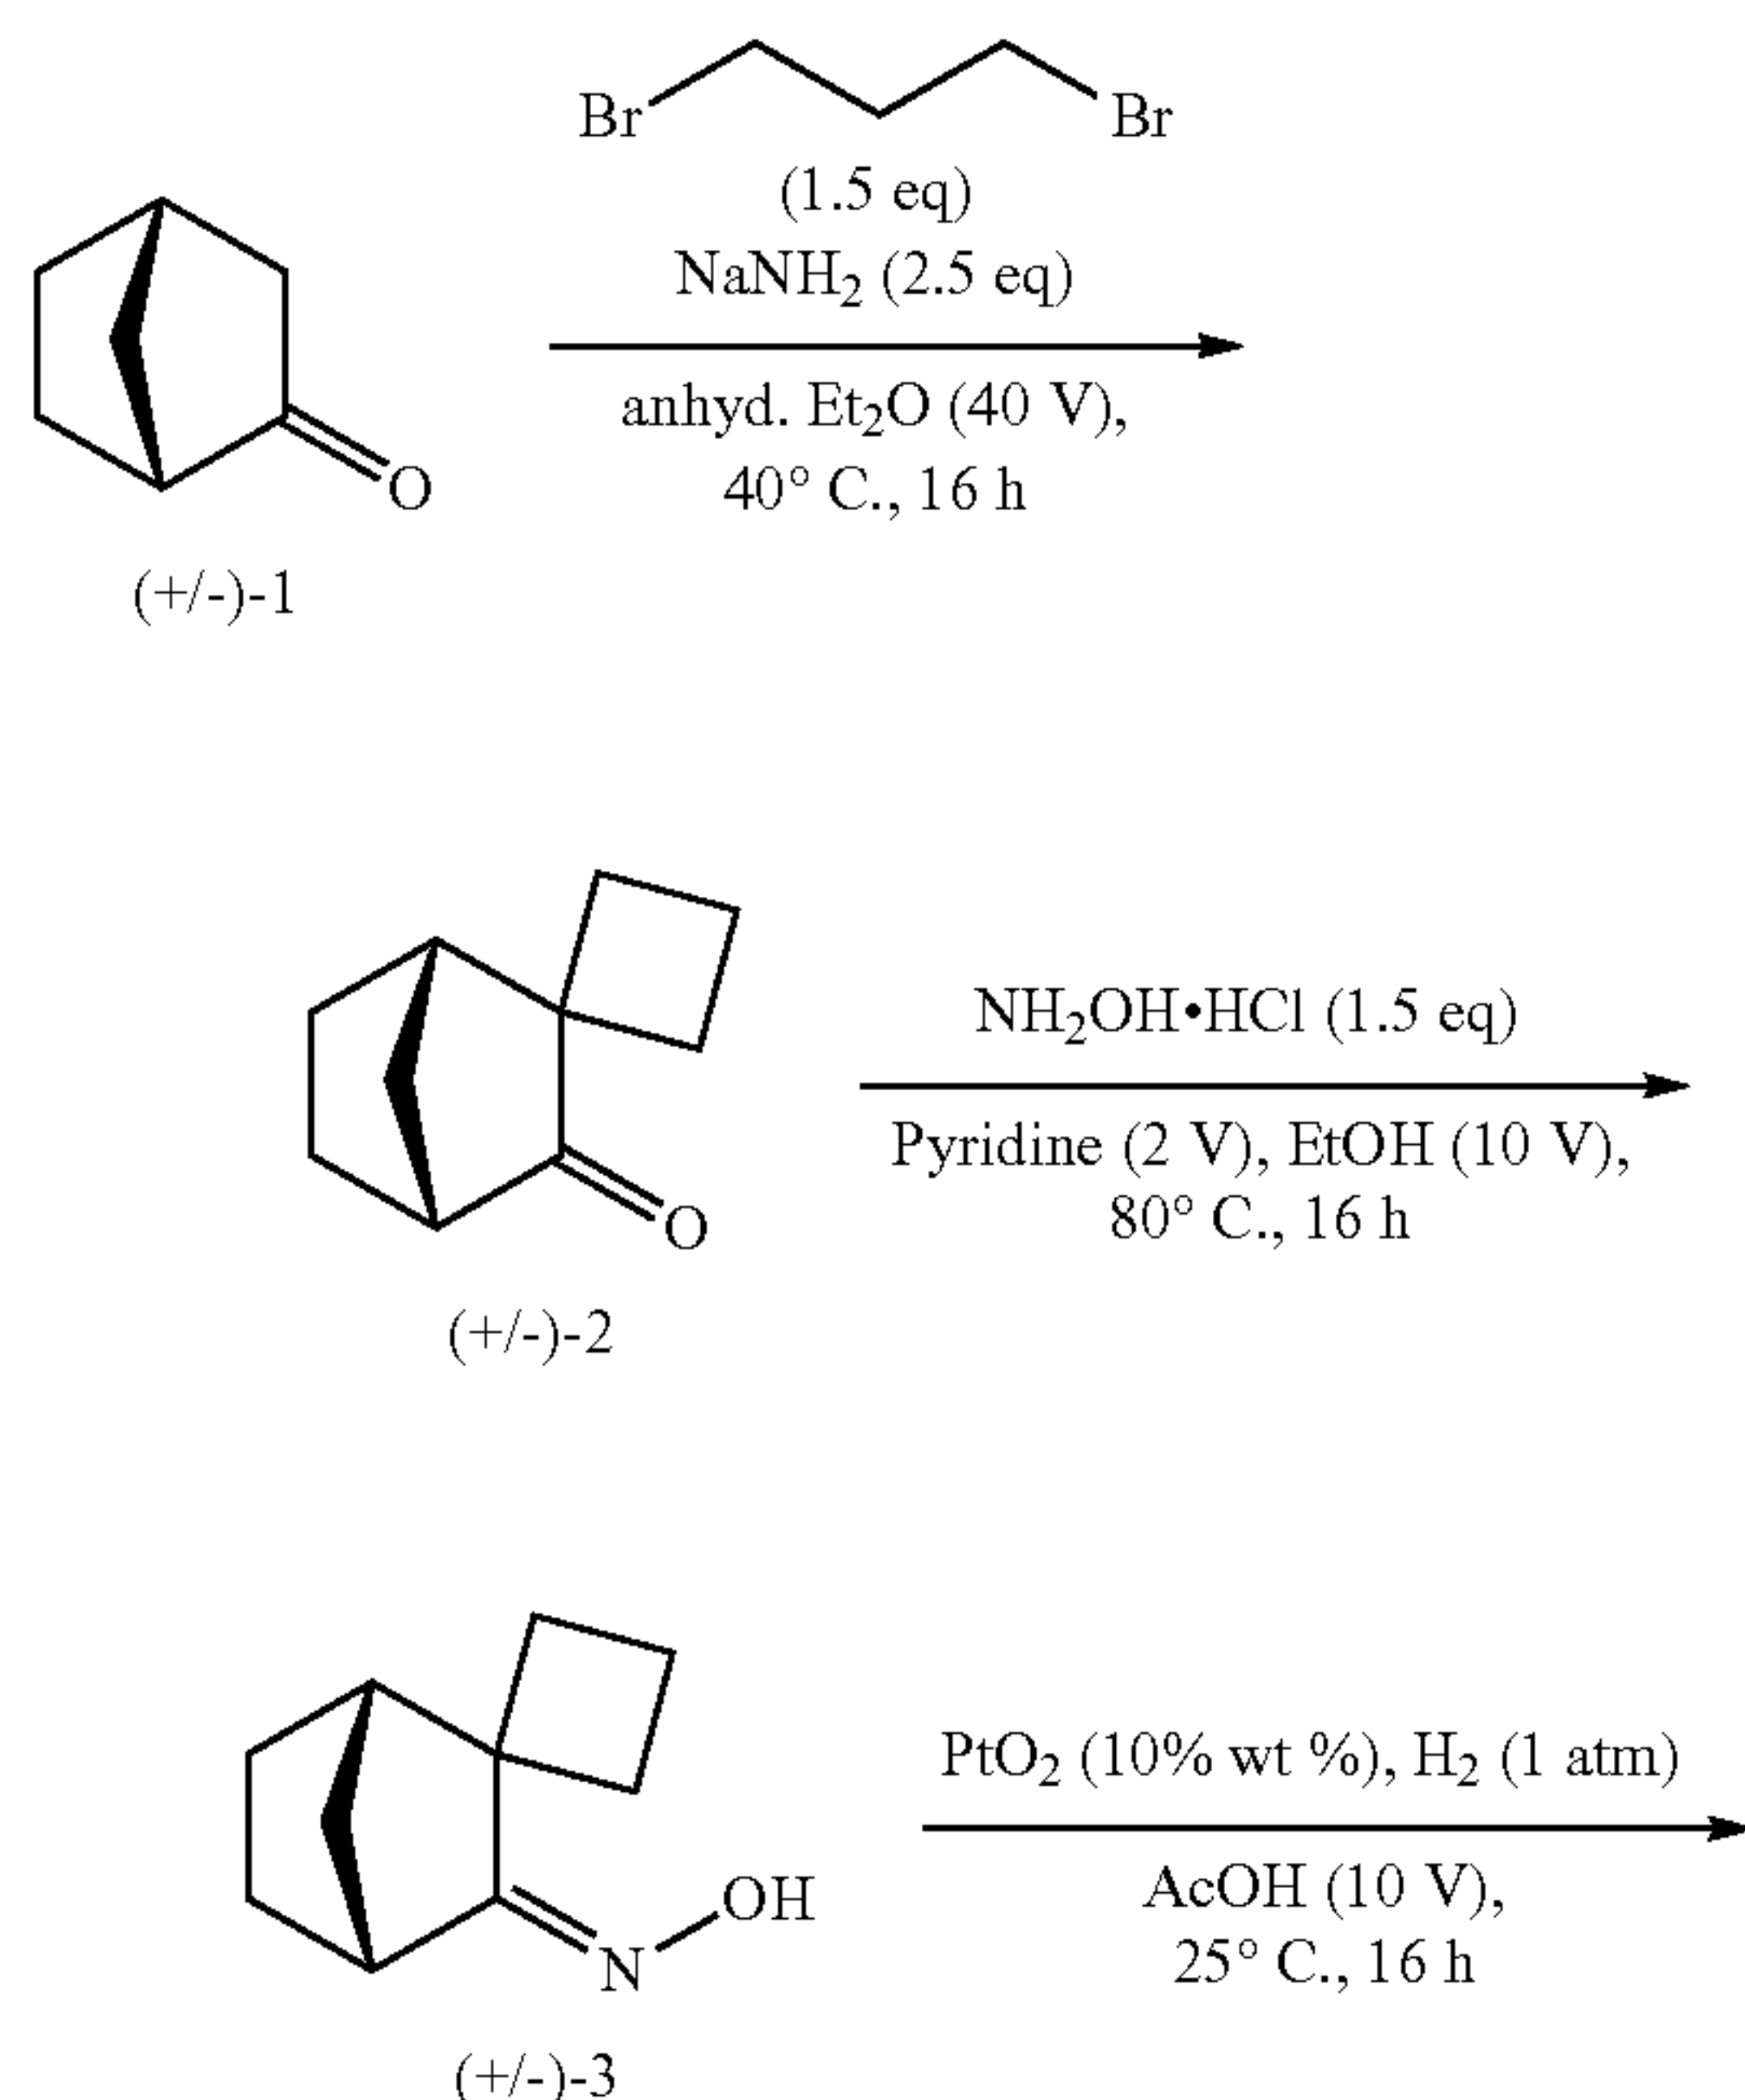 Br Br
(1.5 eq)
NaNH₂ (2.5 eq)
anhyd. Et₂O (40 V),
40° C., 16 h
O
(+/-)-1
NH₂OH•HCl (1.5 eq)
Pyridine (2 V), EtOH (10 V),
80° C., 16 h
O
(+/-)-2
PtO₂ (10% wt %), H₂ (1 atm)
AcOH (10 V),
25° C., 16 h
OH
N
(+/-)-3